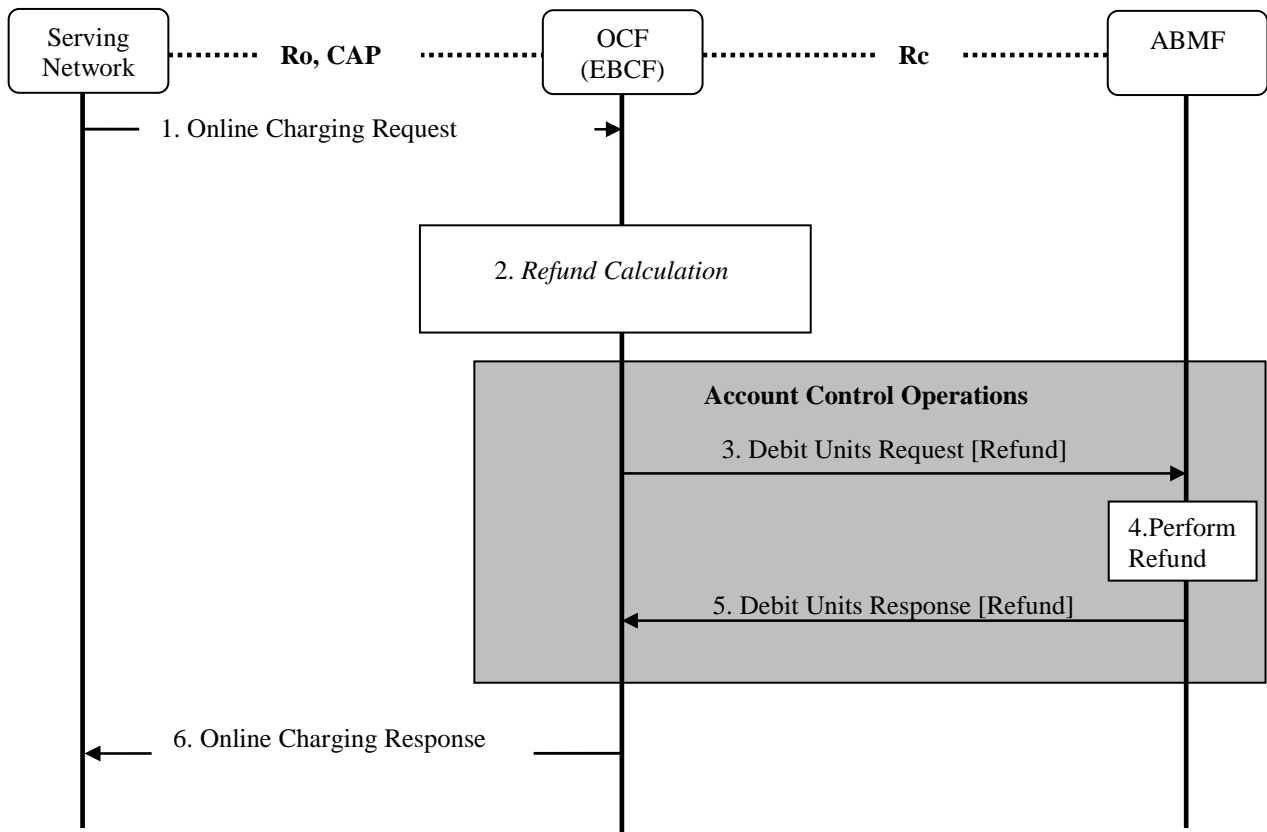 Serving
Network
Ro, CAP
OCF
(EBCF)
Rc
ABMF
1. Online Charging Request
2. Refund Calculation
Account Control Operations
3. Debit Units Request [Refund]
4.Perform
Refund
5. Debit Units Response [Refund]
6. Online Charging Response